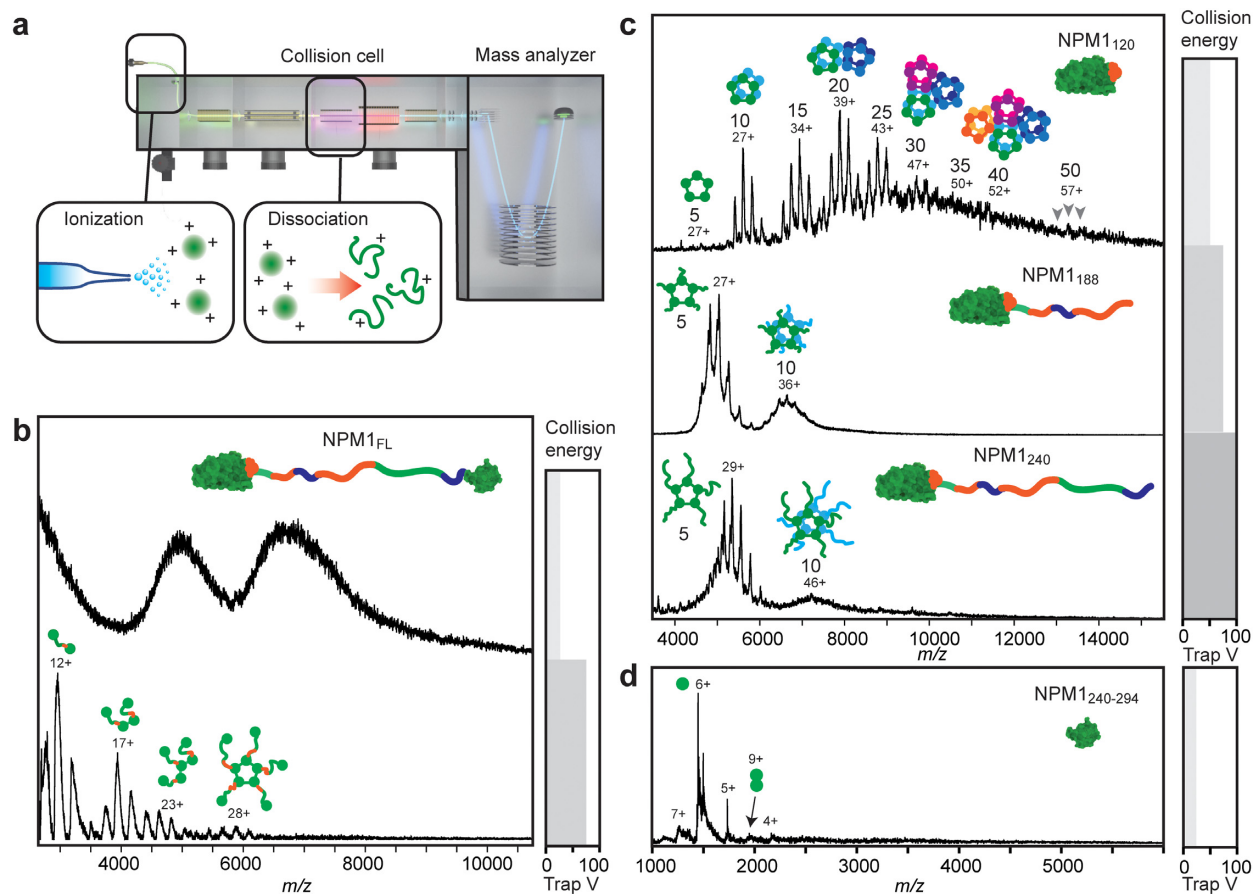 a
Collision cell
Mass analyzer
Ionization
Dissociation
+ + + + + +
+ + + + + + + + +
b
NPM1FL
Collision
energy
12+
17+
23+
28+
4000 6000 8000 10000
m/z
0 100
Trap V
c
Collision
energy
NPM1120
5
27+
10
27+
15
34+
20
39+
25
43+
30
47+
35
50+
40
52+
50
57+
NPM1188
5
27+
10
36+
NPM1240
5
29+
10
46+
4000 6000 8000 10000 12000 14000
m/z
0 100
Trap V
d
NPM1240-294
7+
6+
5+
9+
4+
1000 2000 3000 4000 5000
m/z
0 100
Trap V